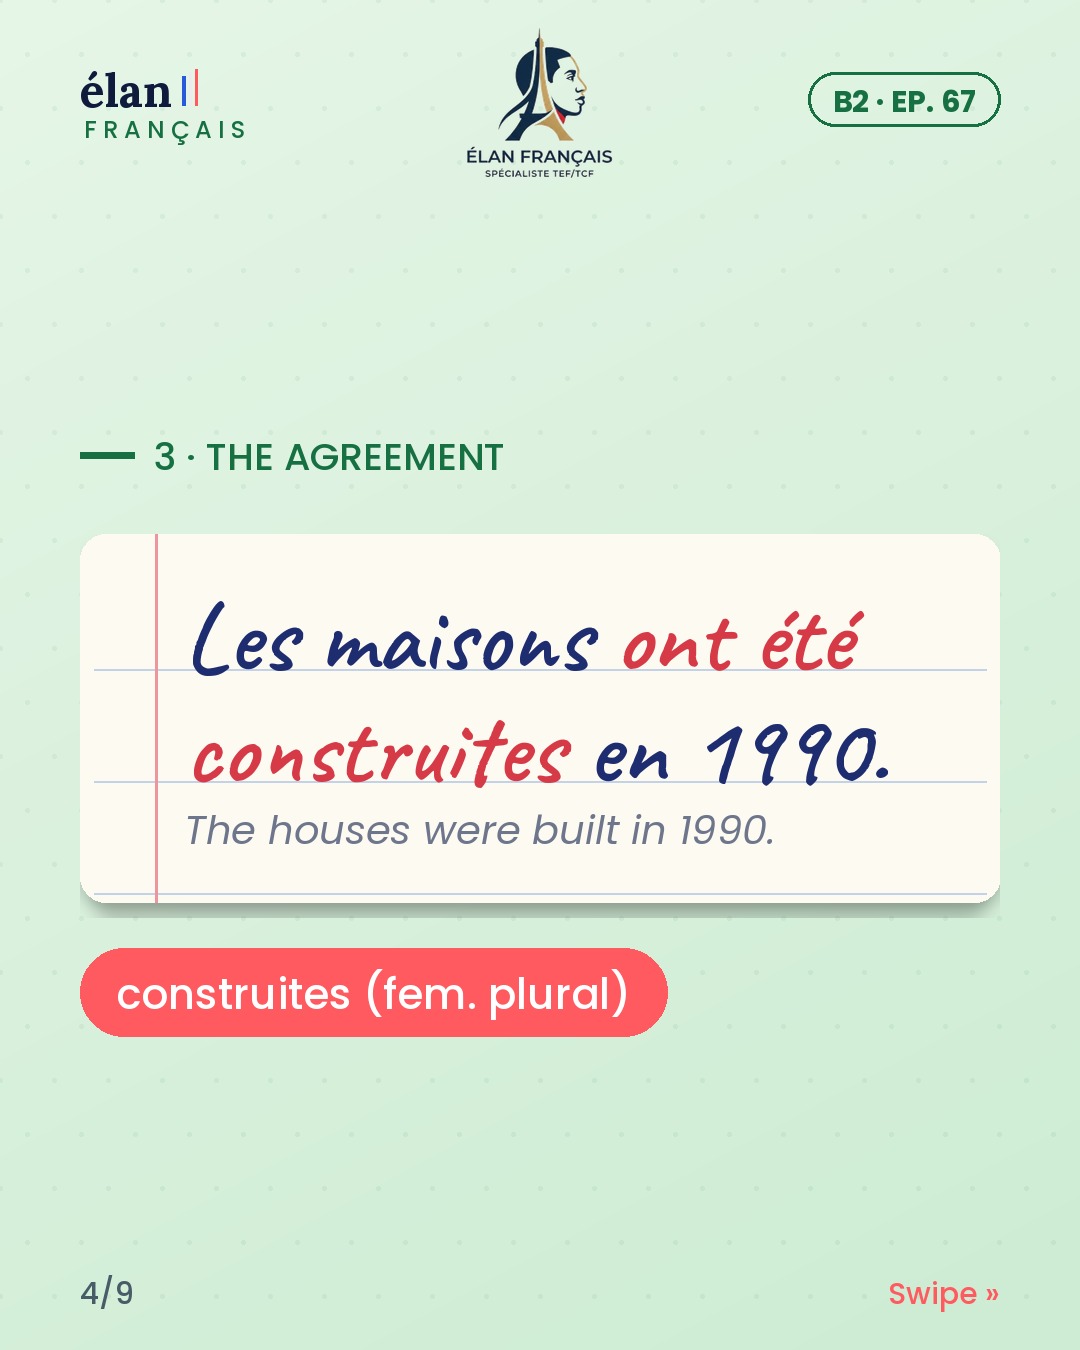 élan
FRANÇAIS
ÉLAN FRANÇAIS
SPÉCIALISTE TEF/TCF
B2 · EP. 67
3 · THE AGREEMENT
Les maisons ont été
construites en 1990.
The houses were built in 1990.
construites (fem. plural)
4/9
Swipe »